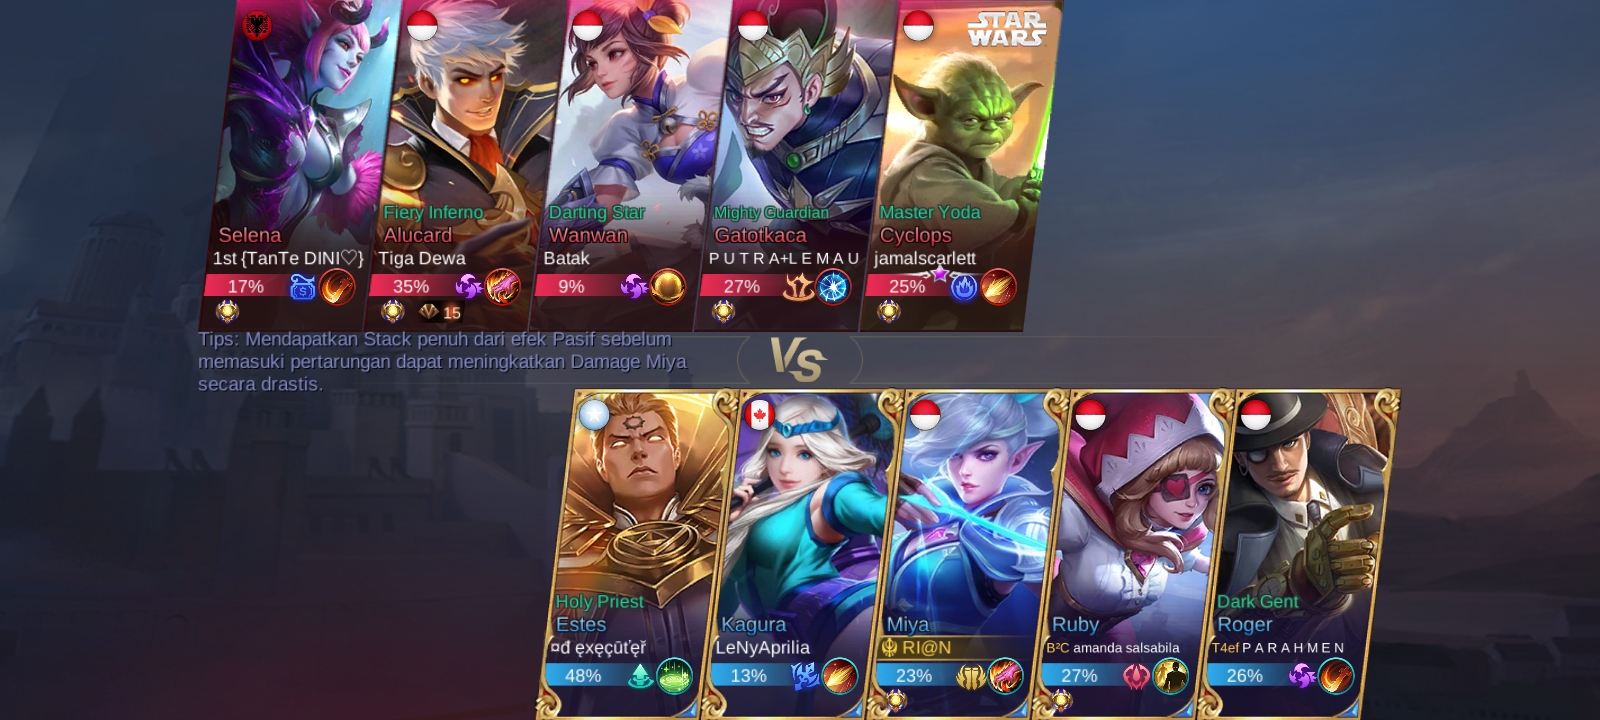 STAR
WARS
Selena
1st {TanTe DINI♡}
17%
Fiery Inferno
Alucard
Tiga Dewa
35%
15
Darting Star
Wanwan
Batak
9%
Mighty Guardian
Gatotkaca
P U T R A+L E M A U
27%
Master Yoda
Cyclops
jamalscarlett
25%
Tips: Mendapatkan Stack penuh dari efek Pasif sebelum
memasuki pertarungan dapat meningkatkan Damage Miya
secara drastis.
VS
Holy Priest
Estes
¤đ ęxęçūťęř
48%
Kagura
LeNyAprilia
13%
Miya
RI@N
23%
Ruby
B²C amanda salsabila
27%
Dark Gent
Roger
T4ef P A R A H M E N
26%